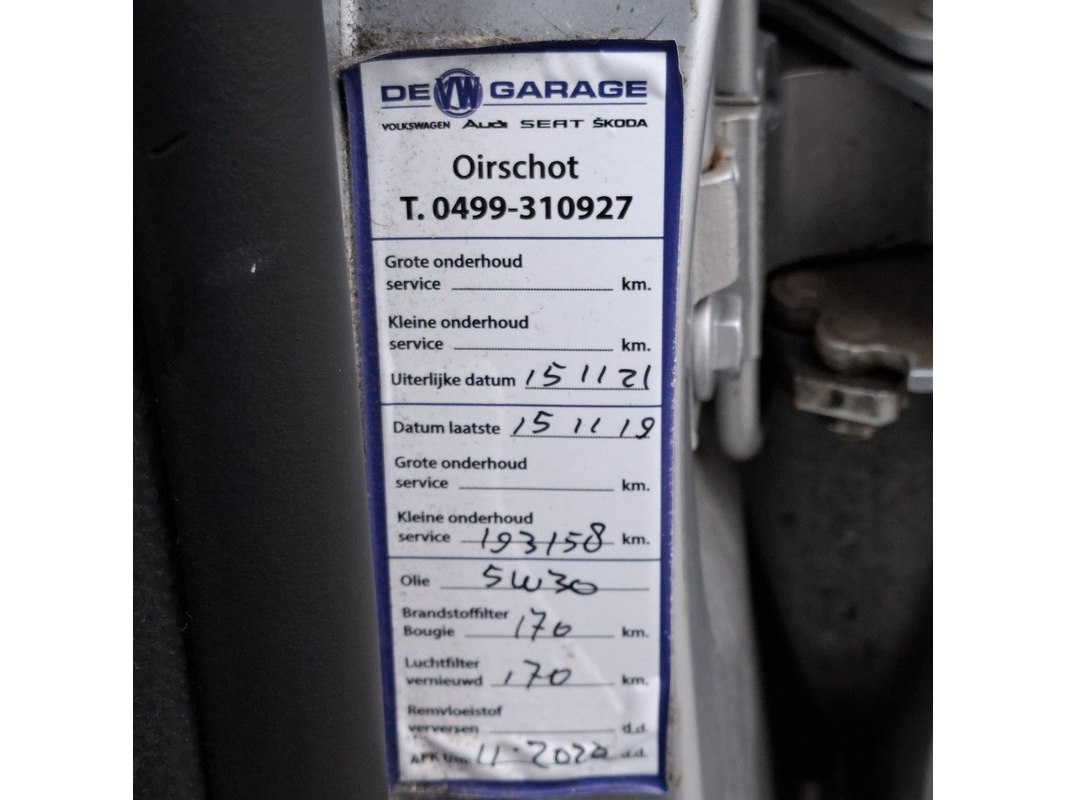 DE VW GARAGE
VOLKSWAGEN Audi SEAT ŠKODA
Oirschot
T. 0499-310927
Grote onderhoud
service km.
Kleine onderhoud
service km.
Uiterlijke datum 15 11 21
Datum laatste 15 11 19
Grote onderhoud
service km.
Kleine onderhoud
service 193158 km.
Olie 5W30
Brandstoffilter
Bougie 170 km.
Luchtfilter
vernieuwd 170 km.
Remvloeistof
verversen d.d.
APK 11-2020 d.d.